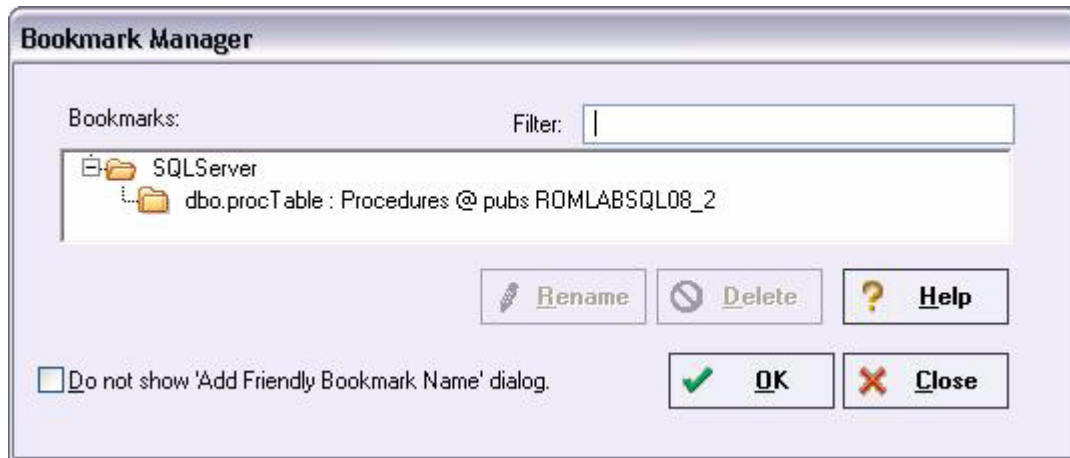 Bookmark Manager
Bookmarks:
Filter:
SQLServer
dbo.procTable : Procedures @ pubs ROMLABSQL08_2
Rename
Delete
Help
Do not show 'Add Friendly Bookmark Name' dialog.
OK
Close